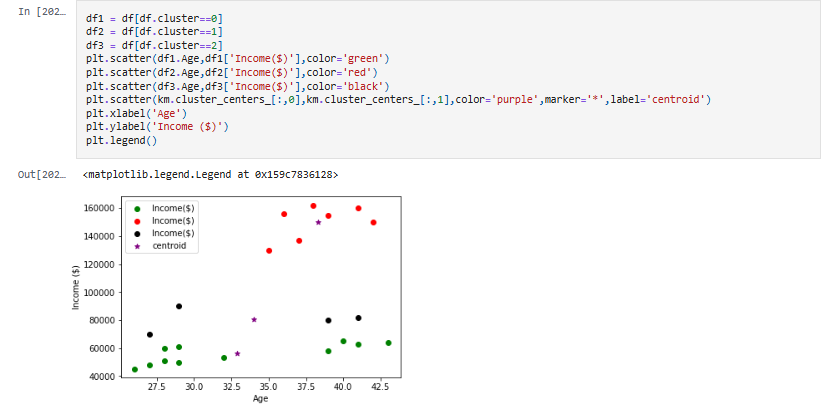 In [202…
df1 = df[df.cluster==0]
df2 = df[df.cluster==1]
df3 = df[df.cluster==2]
plt.scatter(df1.Age,df1['Income($)'],color='green')
plt.scatter(df2.Age,df2['Income($)'],color='red')
plt.scatter(df3.Age,df3['Income($)'],color='black')
plt.scatter(km.cluster_centers_[:,0],km.cluster_centers_[:,1],color='purple',marker='*',label='centroid')
plt.xlabel('Age')
plt.ylabel('Income ($)')
plt.legend()
Out[202…
<matplotlib.legend.Legend at 0x159c7836128>
Income($)
Income($)
Income($)
centroid
160000
140000
120000
100000
80000
60000
40000
Income ($)
27.5 30.0 32.5 35.0 37.5 40.0 42.5
Age